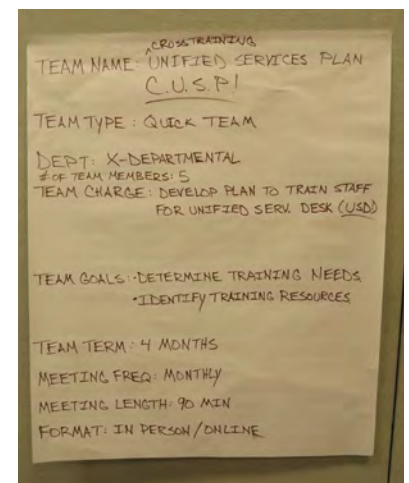 ^CROSSTRAINING
TEAM NAME: UNIFIED SERVICES PLAN
C.U.S.P!
TEAM TYPE: QUICK TEAM
DEPT: X-DEPARTMENTAL
# OF TEAM MEMBERS: 5
TEAM CHARGE: DEVELOP PLAN TO TRAIN STAFF
FOR UNIFIED SERV. DESK (USD)
TEAM GOALS: •DETERMINE TRAINING NEEDS
•IDENTIFY TRAINING RESOURCES
TEAM TERM: 4 MONTHS
MEETING FREQ: MONTHLY
MEETING LENGTH: 90 MIN
FORMAT: IN PERSON/ONLINE